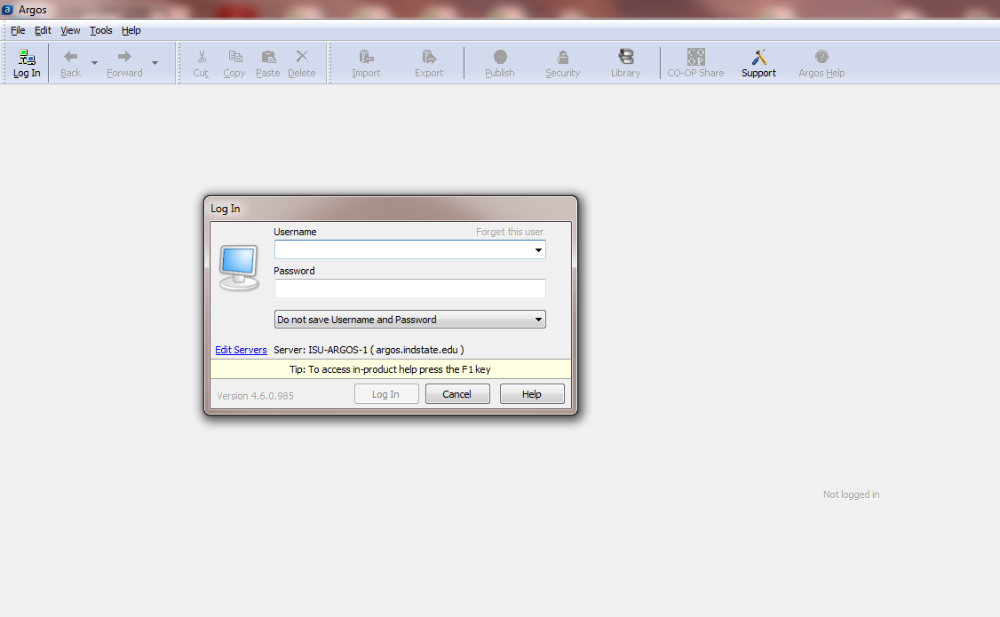 Argos
File Edit View Tools Help
Log In Back Forward Cut Copy Paste Delete Import Export Publish Security Library CO-OP Share Support Argos Help
Log In
Username Forget this user
Password
Do not save Username and Password
Edit Servers Server: ISU-ARGOS-1 ( argos.indstate.edu )
Tip: To access in-product help press the F1 key
Version 4.6.0.985 Log In Cancel Help
Not logged in